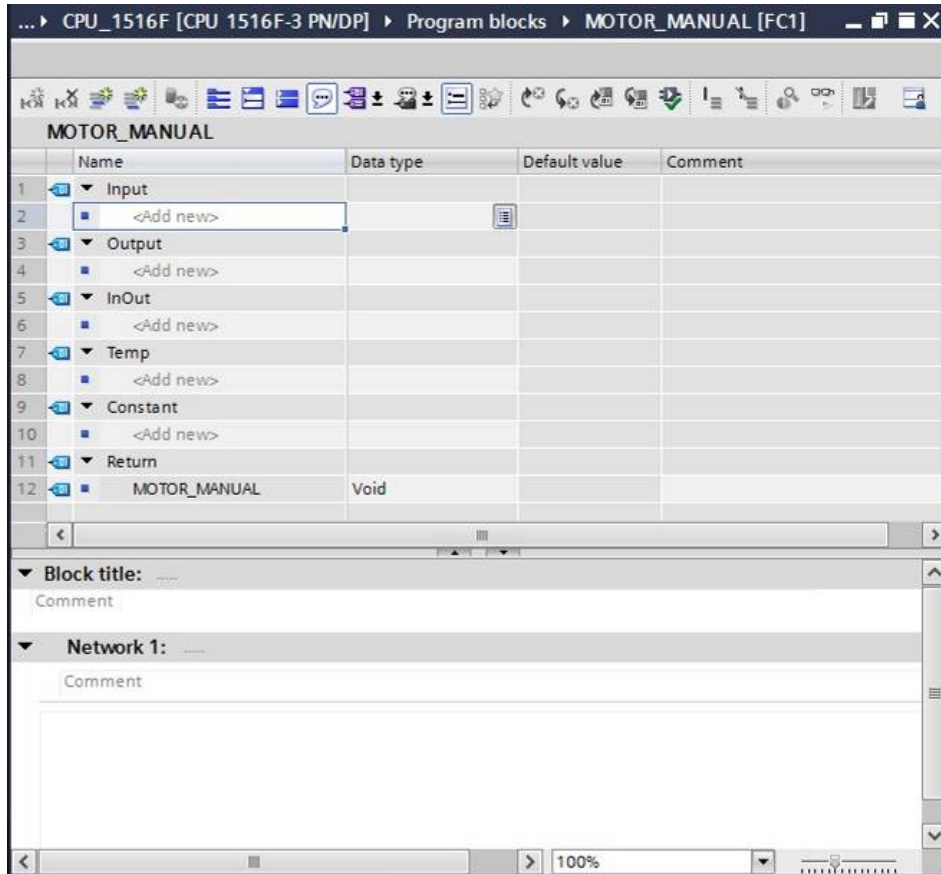 ... CPU_1516F [CPU 1516F-3 PN/DP] Program blocks MOTOR_MANUAL [FC1]
MOTOR_MANUAL
Name Data type Default value Comment
1 Input
2 <Add new>
3 Output
4 <Add new>
5 InOut
6 <Add new>
7 Temp
8 <Add new>
9 Constant
10 <Add new>
11 Return
12 MOTOR_MANUAL Void
Block title: .....
Comment
Network 1: .....
Comment
100%